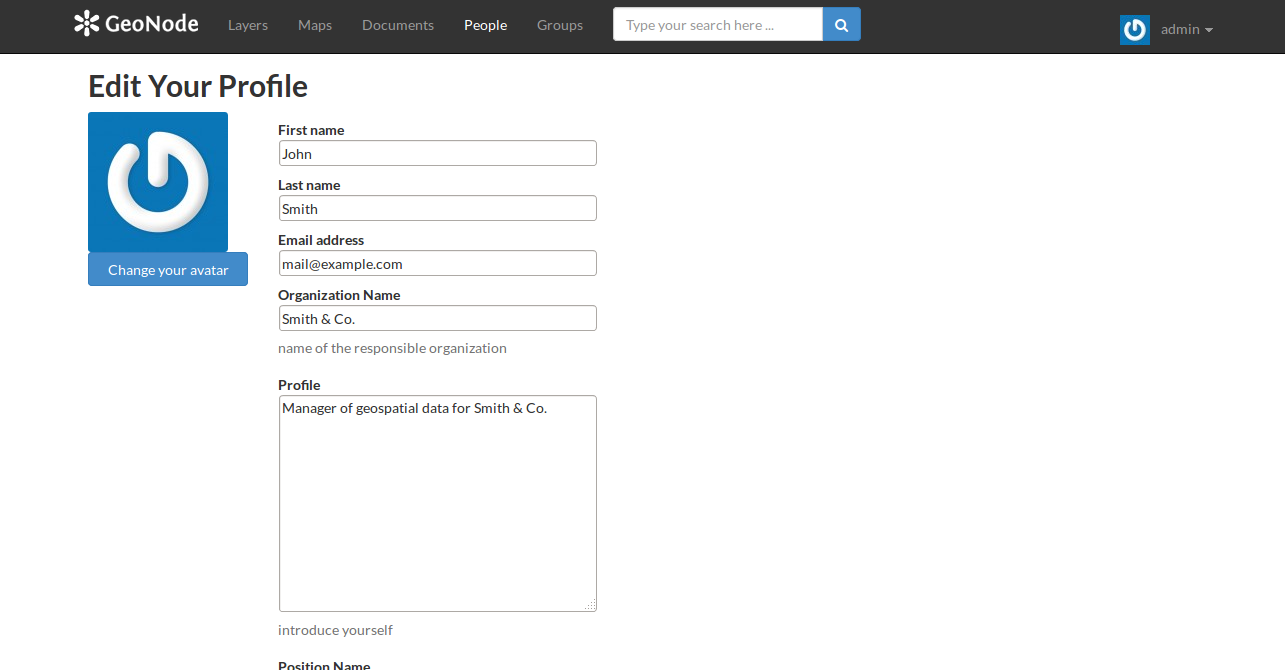 GeoNode Layers Maps Documents People Groups Type your search here ... admin
Edit Your Profile
First name
John
Last name
Smith
Email address
mail@example.com
Change your avatar
Organization Name
Smith & Co.
name of the responsible organization
Profile
Manager of geospatial data for Smith & Co.
introduce yourself
Position Name